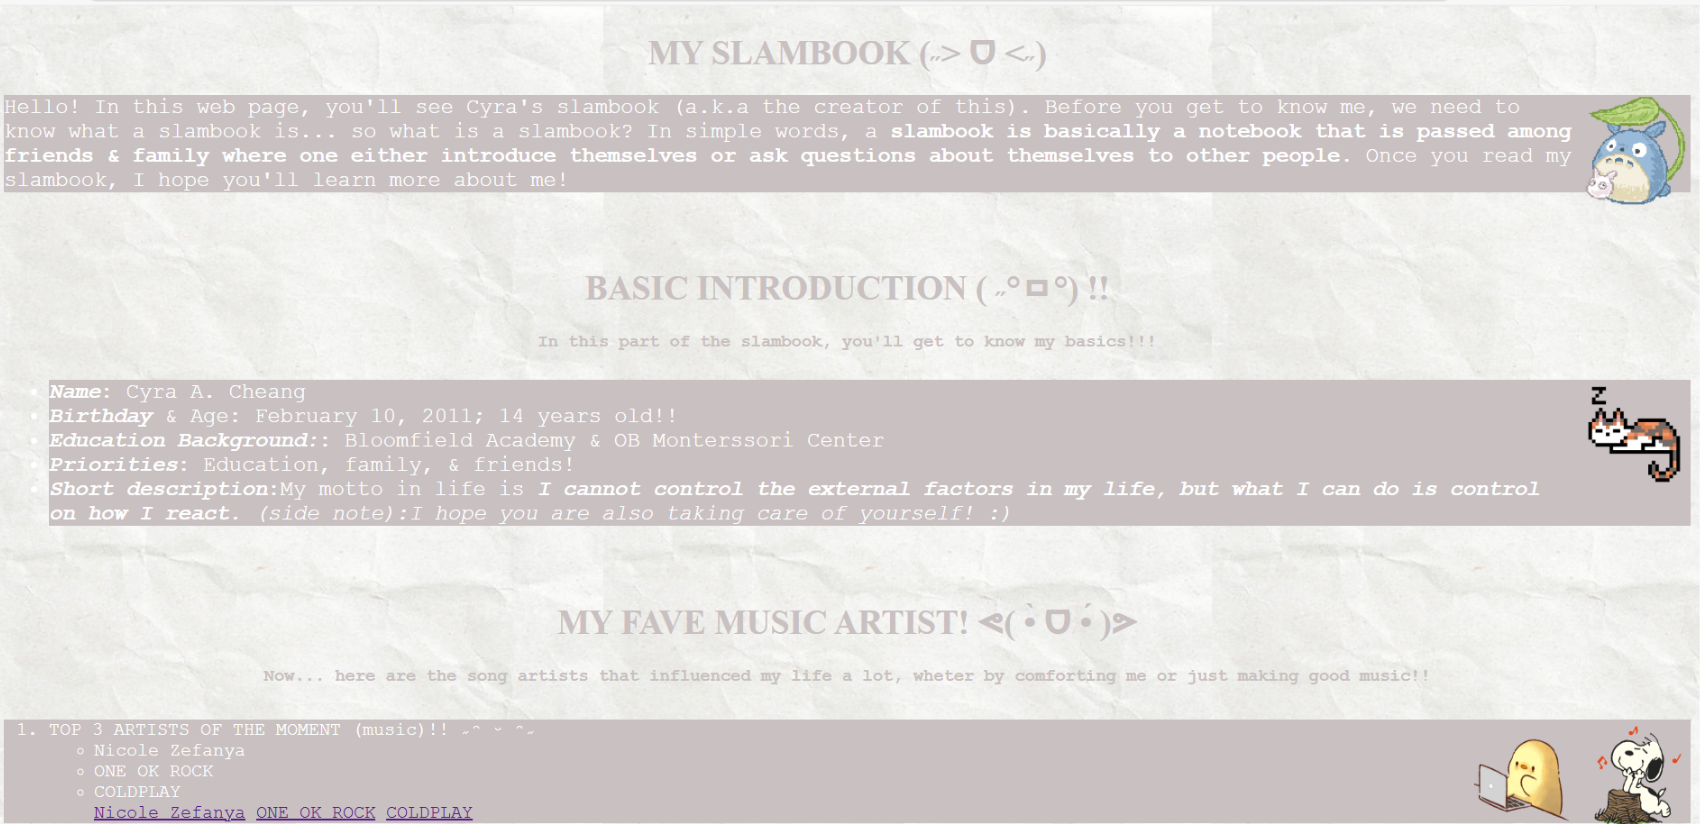 MY SLAMBOOK (˶> ᗜ <˶)
Hello! In this web page, you'll see Cyra's slambook (a.k.a the creator of this). Before you get to know me, we need to
know what a slambook is... so what is a slambook? In simple words, a slambook is basically a notebook that is passed among
friends & family where one either introduce themselves or ask questions about themselves to other people. Once you read my
slambook, I hope you'll learn more about me!
Z
BASIC INTRODUCTION ( ˶°ㅁ°) !!
In this part of the slambook, you'll get to know my basics!!!
Name: Cyra A. Cheang
Birthday & Age: February 10, 2011; 14 years old!!
Education Background:: Bloomfield Academy & OB Monterssori Center
Priorities: Education, family, & friends!
Short description:My motto in life is I cannot control the external factors in my life, but what I can do is control
on how I react. (side note):I hope you are also taking care of yourself! :)
MY FAVE MUSIC ARTIST! ᕙ( •̀ ᗜ •́ )ᕗ
Now... here are the song artists that influenced my life a lot, wheter by comforting me or just making good music!!
1. TOP 3 ARTISTS OF THE MOMENT (music)!! ˶ᵔ ᵕ ᵔ˶
Nicole Zefanya
ONE OK ROCK
COLDPLAY
Nicole Zefanya ONE OK ROCK COLDPLAY